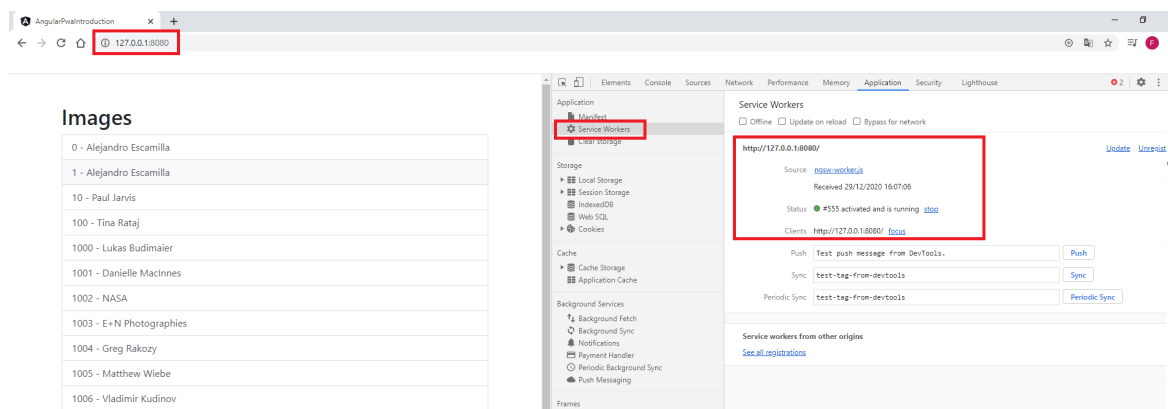 AngularPwaIntroduction
127.0.0.1:8080
Images
0 - Alejandro Escamilla
1 - Alejandro Escamilla
10 - Paul Jarvis
100 - Tina Rataj
1000 - Lukas Budimaier
1001 - Danielle MacInnes
1002 - NASA
1003 - E+N Photographies
1004 - Greg Rakozy
1005 - Matthew Wiebe
1006 - Vladimir Kudinov
Elements Console Sources Network Performance Memory Application Security Lighthouse 2
Application
Manifest
Service Workers
Clear storage
Storage
Local Storage
Session Storage
IndexedDB
Web SQL
Cookies
Cache
Cache Storage
Application Cache
Background Services
Background Fetch
Background Sync
Notifications
Payment Handler
Periodic Background Sync
Push Messaging
Frames
Service Workers
Offline Update on reload Bypass for network
http://127.0.0.1:8080/ Update Unregist
Source ngsw-worker.js
Received 29/12/2020 16:07:06
Status #555 activated and is running stop
Clients http://127.0.0.1:8080/ focus
Push Test push message from DevTools. Push
Sync test-tag-from-devtools Sync
Periodic Sync test-tag-from-devtools Periodic Sync
Service workers from other origins
See all registrations
F